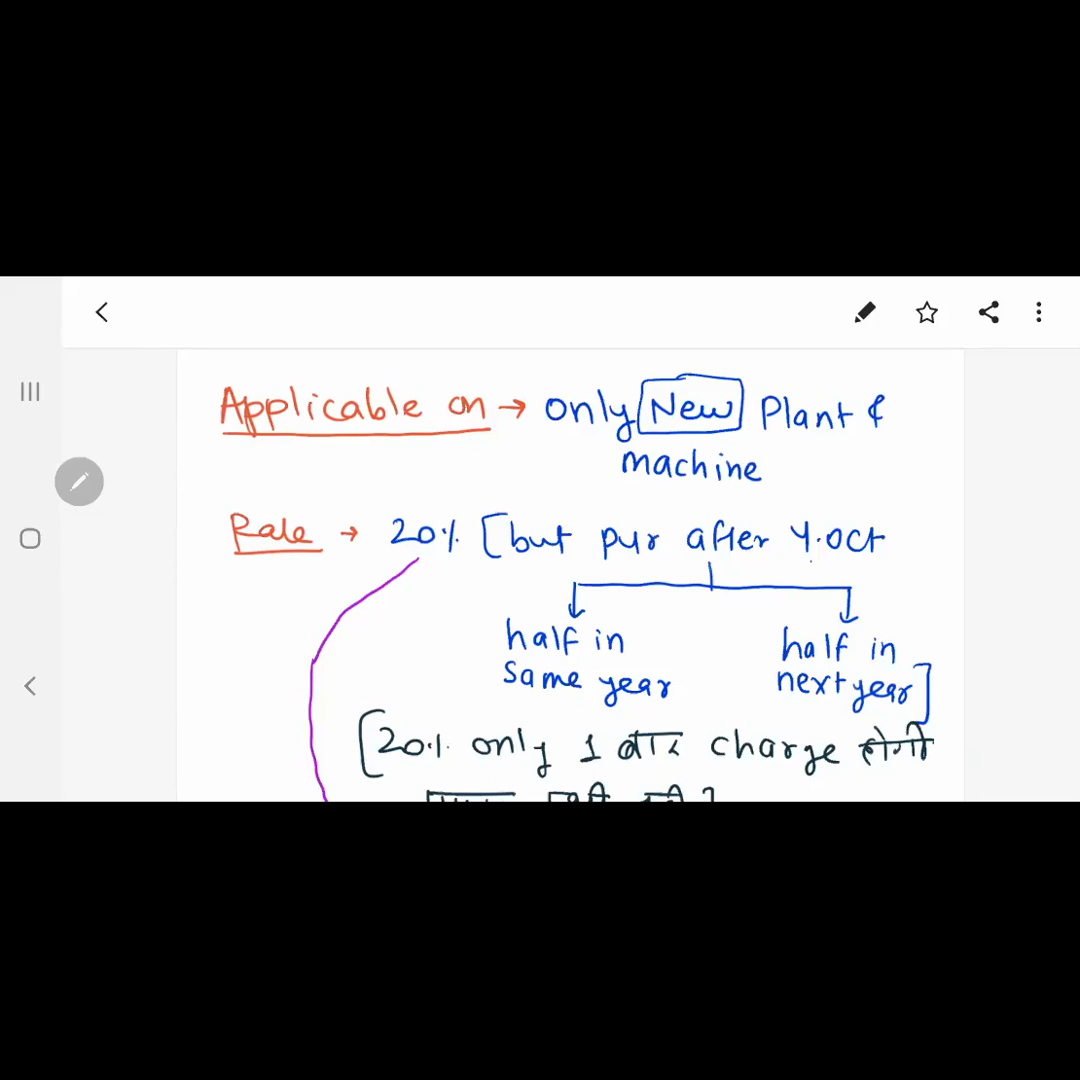 Applicable on → only New Plant &
machine
Rate → 20% [but pur after 4.oct
half in half in
same year next year]
[20% only 1 बार charge होगी